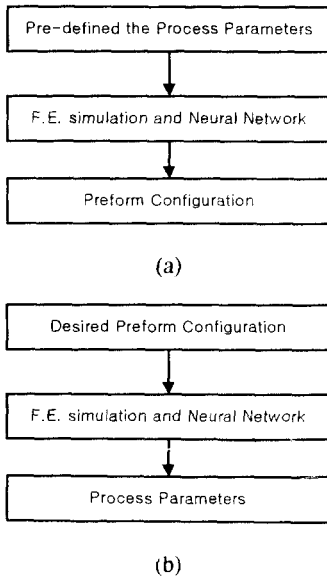 Pre-defined the Process Parameters
F.E. simulation and Neural Network
Preform Configuration
(a)
Desired Preform Configuration
F.E. simulation and Neural Network
Process Parameters
(b)